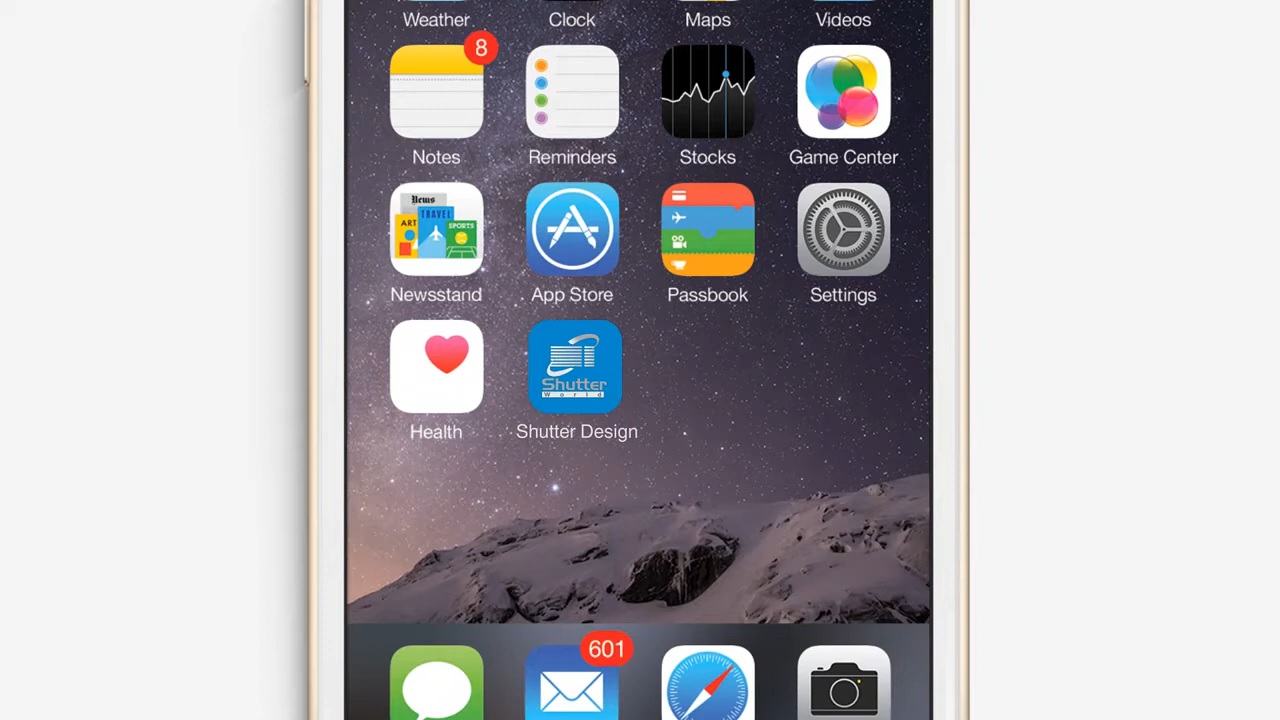 Weather Clock Maps Videos
8
Notes Reminders Stocks Game Center
News
TRAVEL
ART SPORTS
Newsstand App Store Passbook Settings
Shutter
World
Health Shutter Design
601